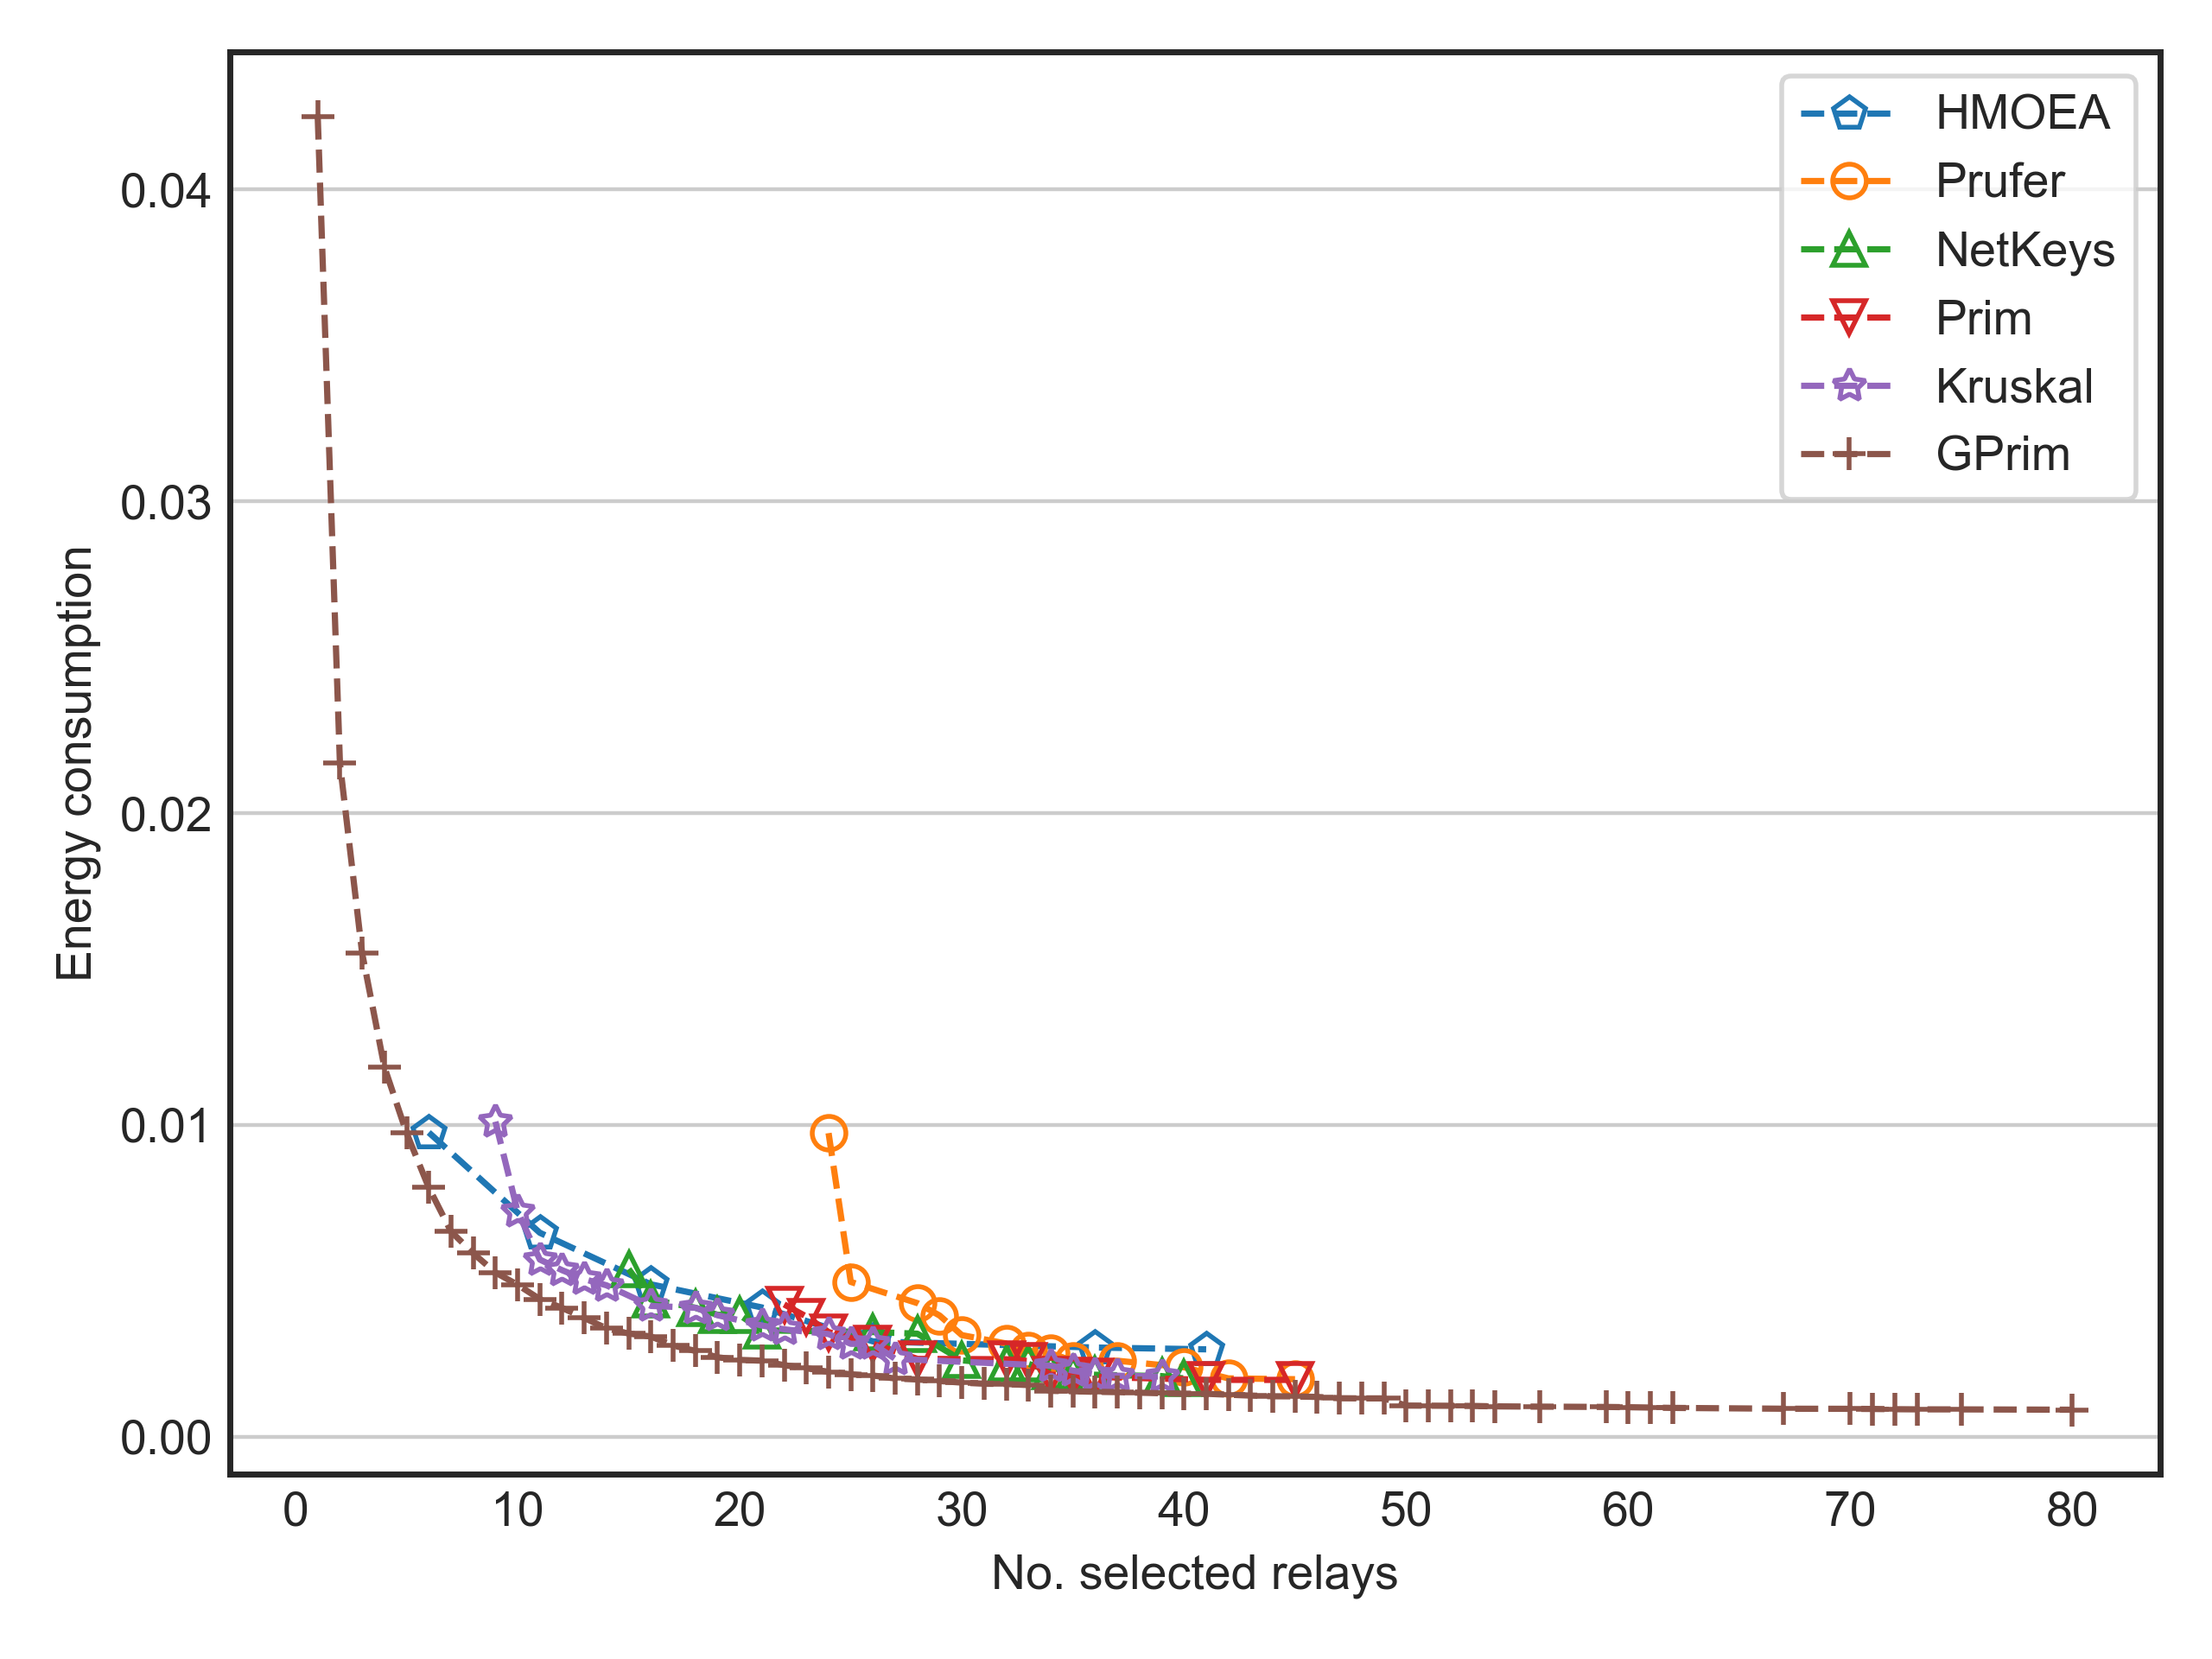 HMOEA
Prufer
NetKeys
Prim
Kruskal
GPrim
Energy consumption
0.04
0.03
0.02
0.01
0.00
0 10 20 30 40 50 60 70 80
No. selected relays